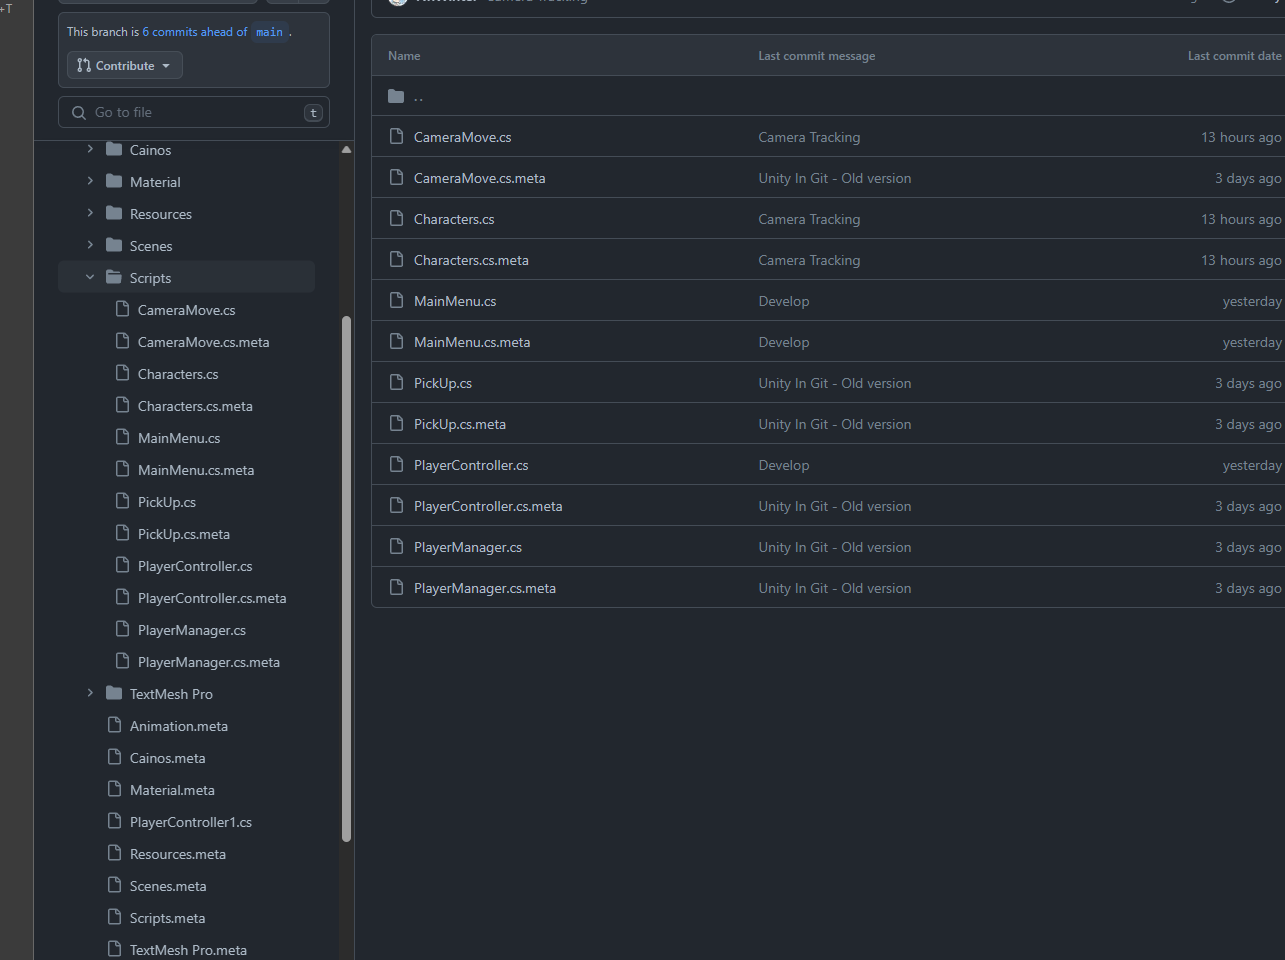 +T
This branch is 6 commits ahead of main .
Contribute
Go to file
t
Cainos
Material
Resources
Scenes
Scripts
CameraMove.cs
CameraMove.cs.meta
Characters.cs
Characters.cs.meta
MainMenu.cs
MainMenu.cs.meta
PickUp.cs
PickUp.cs.meta
PlayerController.cs
PlayerController.cs.meta
PlayerManager.cs
PlayerManager.cs.meta
TextMesh Pro
Animation.meta
Cainos.meta
Material.meta
PlayerController1.cs
Resources.meta
Scenes.meta
Scripts.meta
TextMesh Pro.meta
Name Last commit message Last commit date
..
CameraMove.cs Camera Tracking 13 hours ago
CameraMove.cs.meta Unity In Git - Old version 3 days ago
Characters.cs Camera Tracking 13 hours ago
Characters.cs.meta Camera Tracking 13 hours ago
MainMenu.cs Develop yesterday
MainMenu.cs.meta Develop yesterday
PickUp.cs Unity In Git - Old version 3 days ago
PickUp.cs.meta Unity In Git - Old version 3 days ago
PlayerController.cs Develop yesterday
PlayerController.cs.meta Unity In Git - Old version 3 days ago
PlayerManager.cs Unity In Git - Old version 3 days ago
PlayerManager.cs.meta Unity In Git - Old version 3 days ago